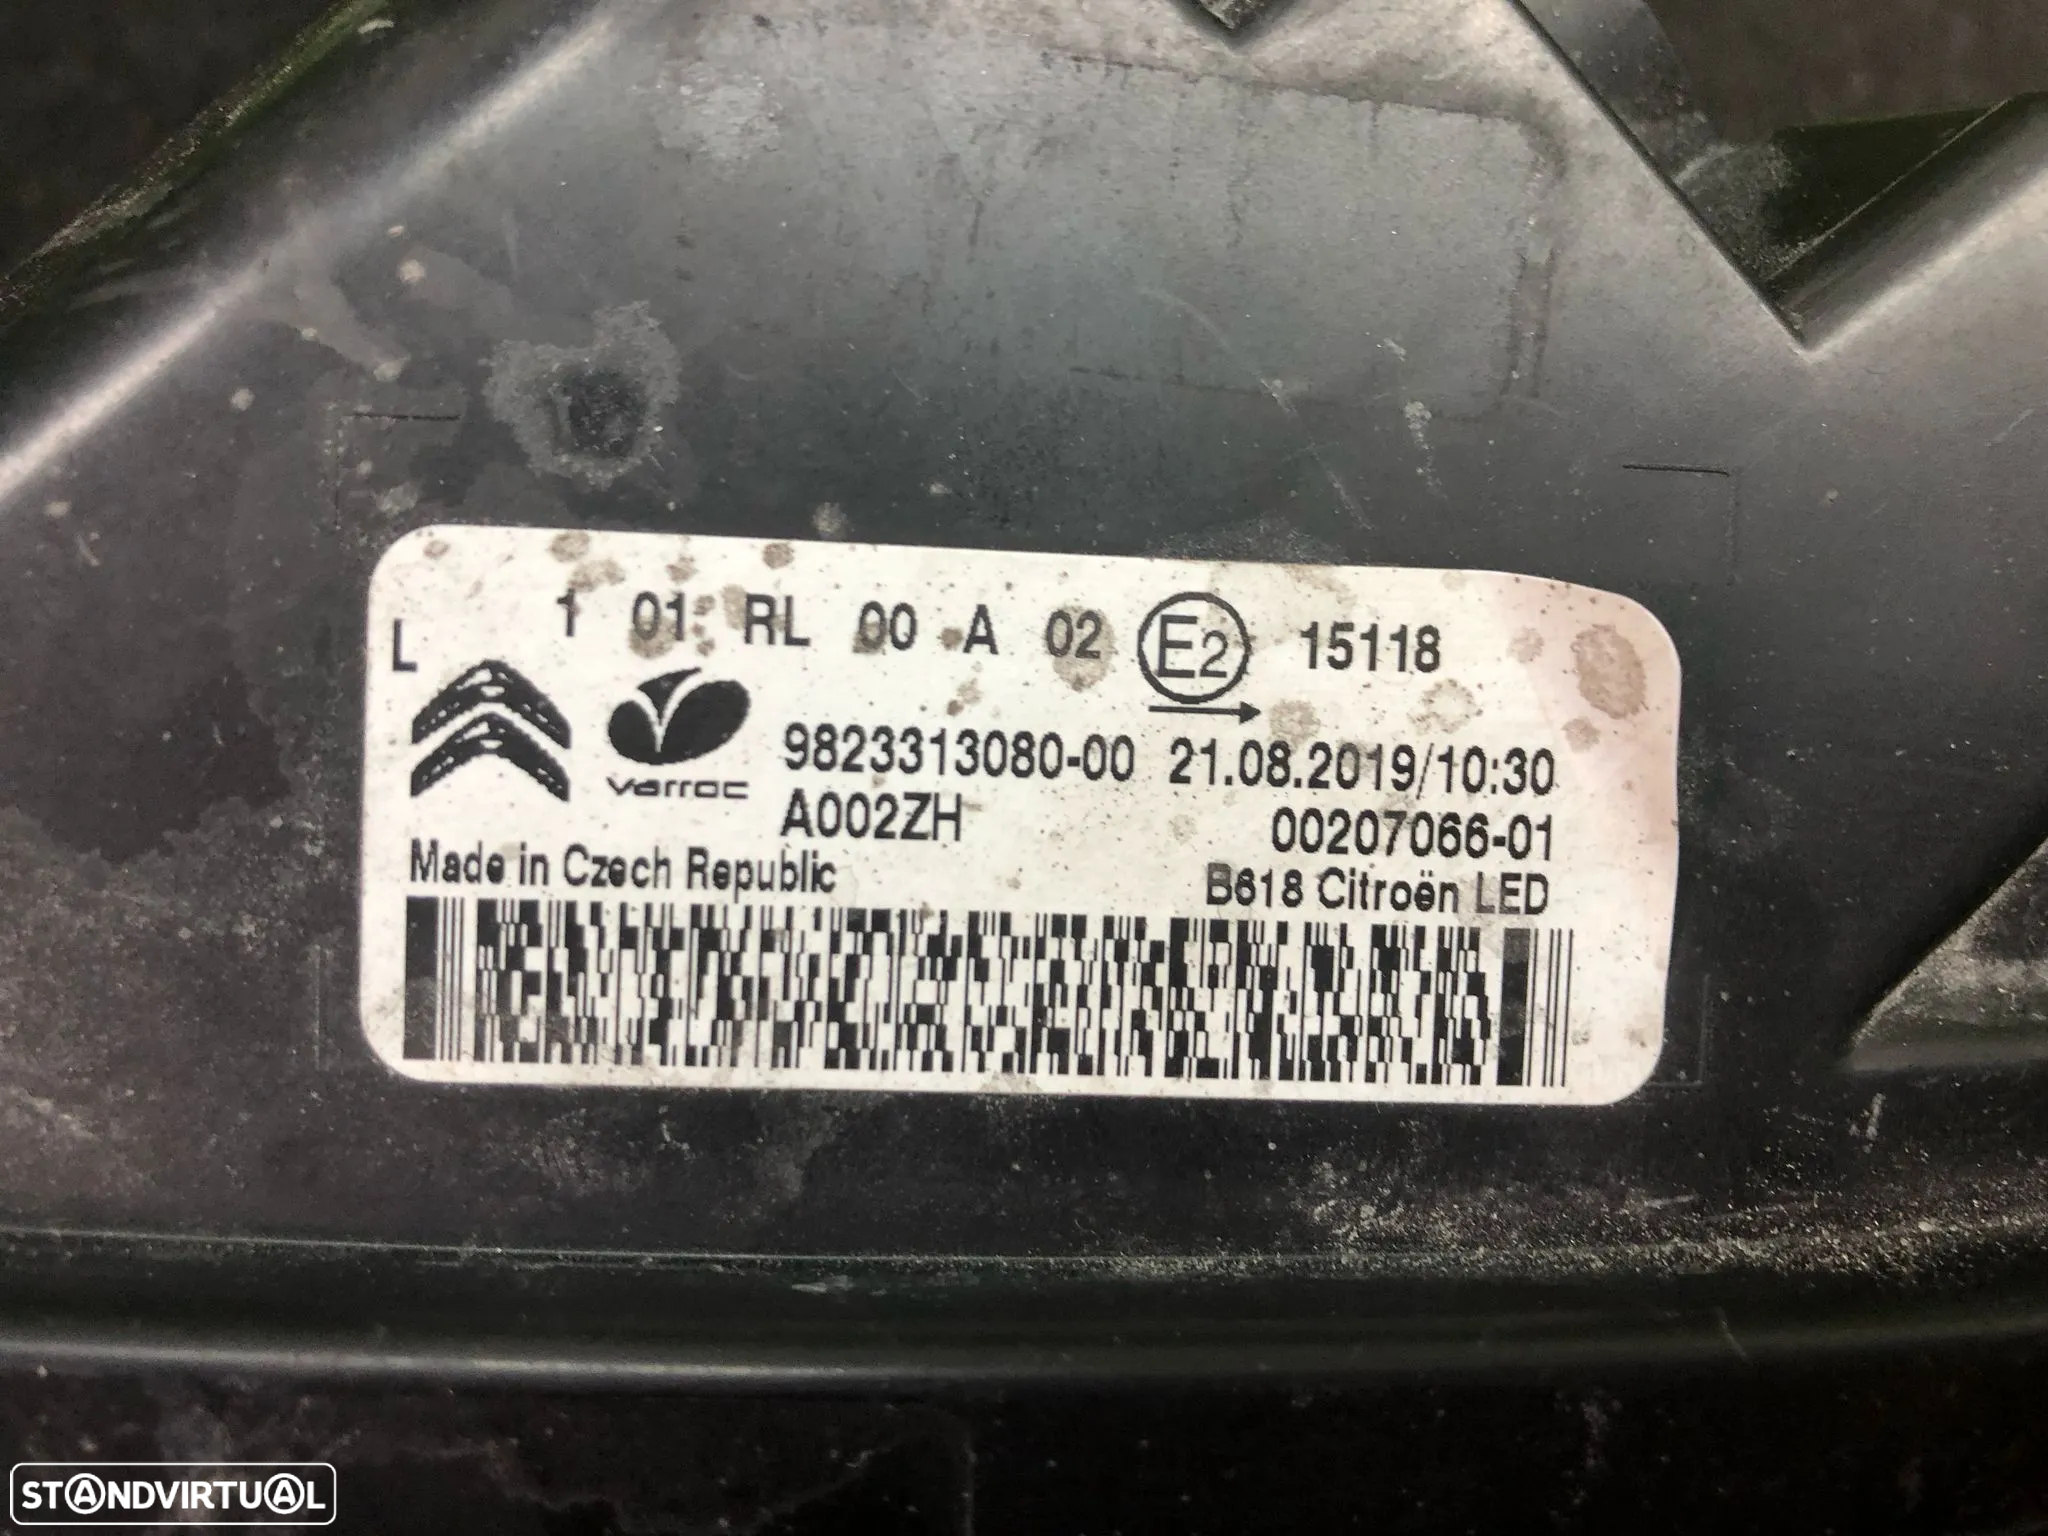 1 01 RL 00 A 02 E2 15118
L
varroc
9823313080-00 21.08.2019/10:30
A002ZH 00207066-01
Made in Czech Republic B618 Citroën LED
STANDVIRTUAL